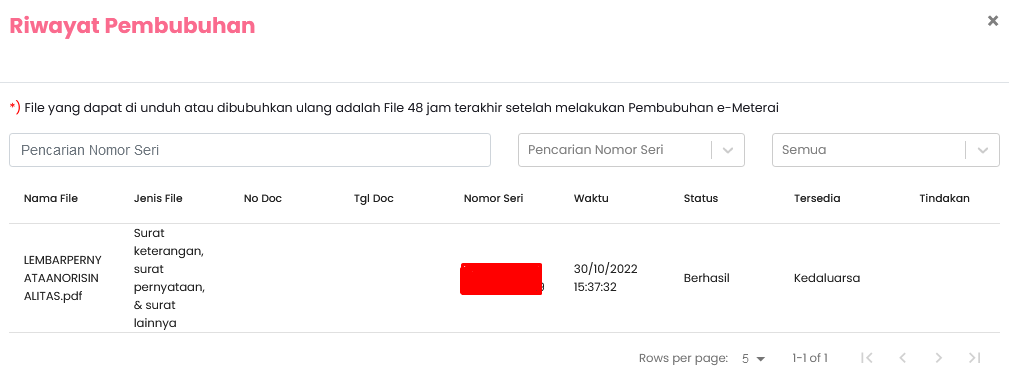 Riwayat Pembubuhan
×
*) File yang dapat di unduh atau dibubuhkan ulang adalah File 48 jam terakhir setelah melakukan Pembubuhan e-Meterai
Pencarian Nomor Seri
Pencarian Nomor Seri
Semua
Nama File Jenis File No Doc Tgl Doc Nomor Seri Waktu Status Tersedia Tindakan
LEMBARPERNY
ATAANORISIN
ALITAS.pdf
Surat
keterangan,
surat
pernyataan,
& surat
lainnya
30/10/2022
15:37:32
Berhasil
Kedaluarsa
Rows per page: 5 1-1 of 1